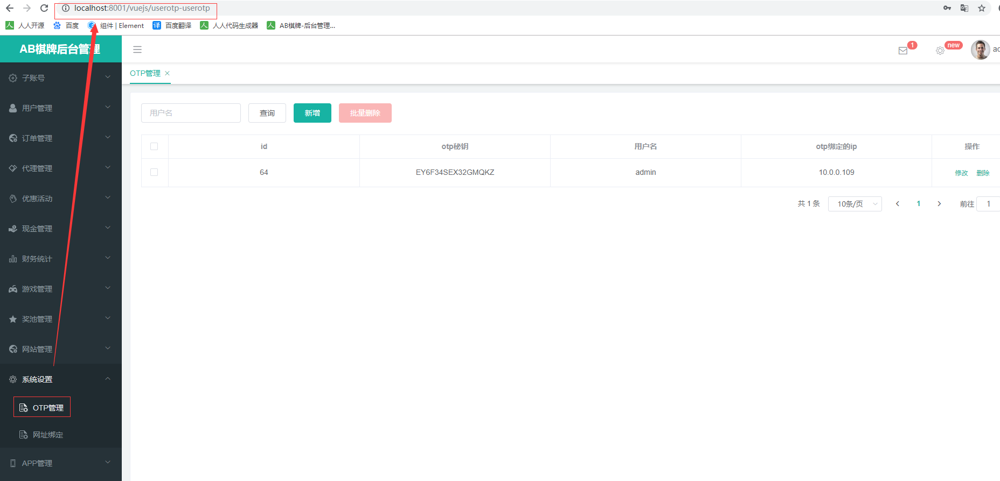 localhost:8001/vuejs/userotp-userotp
人人开源 百度 组件 | Element 百度翻译 人人代码生成器 AB棋牌-后台管理...
AB棋牌后台管理
1
new
OTP管理
子账号
用户管理
订单管理
代理管理
优惠活动
现金管理
财务统计
游戏管理
奖池管理
网站管理
系统设置
OTP管理
网址绑定
APP管理
用户名 查询 新增 批量删除
id otp秘钥 用户名 otp绑定的ip 操作
64 EY6F34SEX32GMQKZ admin 10.0.0.109 修改 删除
共 1 条 10条/页 1 前往 1